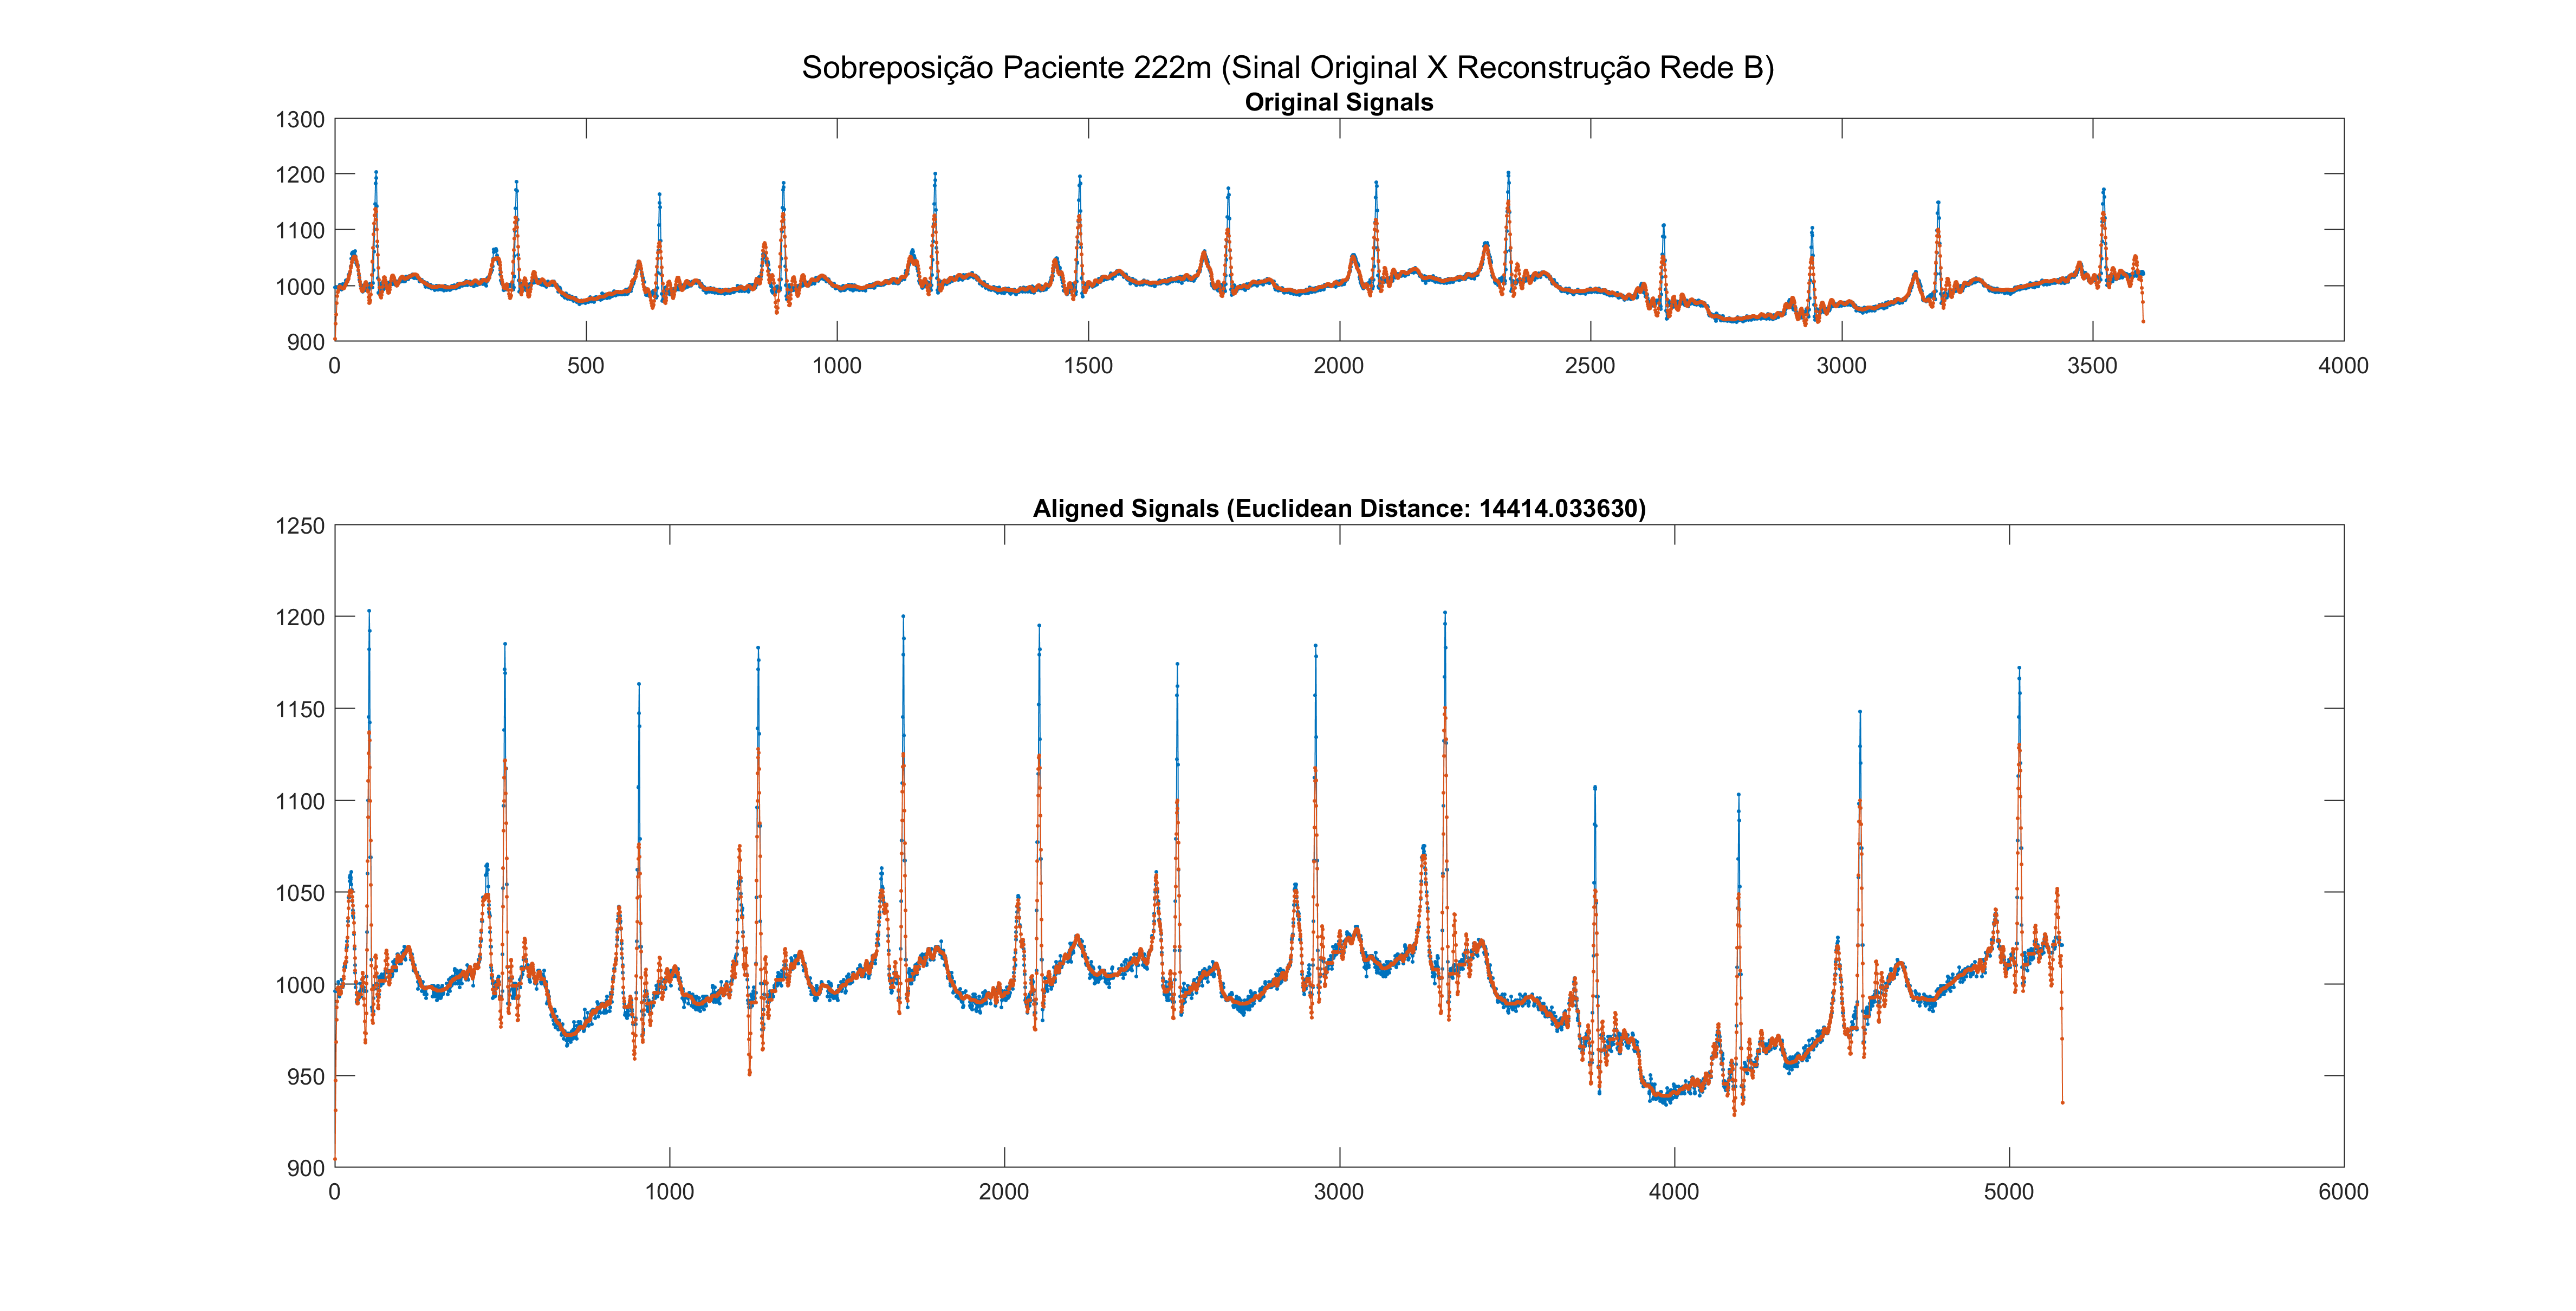 Sobreposição Paciente 222m (Sinal Original X Reconstrução Rede B)
Original Signals
1300
1200
1100
1000
900
0 500 1000 1500 2000 2500 3000 3500 4000
Aligned Signals (Euclidean Distance: 14414.033630)
1250
1200
1150
1100
1050
1000
950
900
0 1000 2000 3000 4000 5000 6000